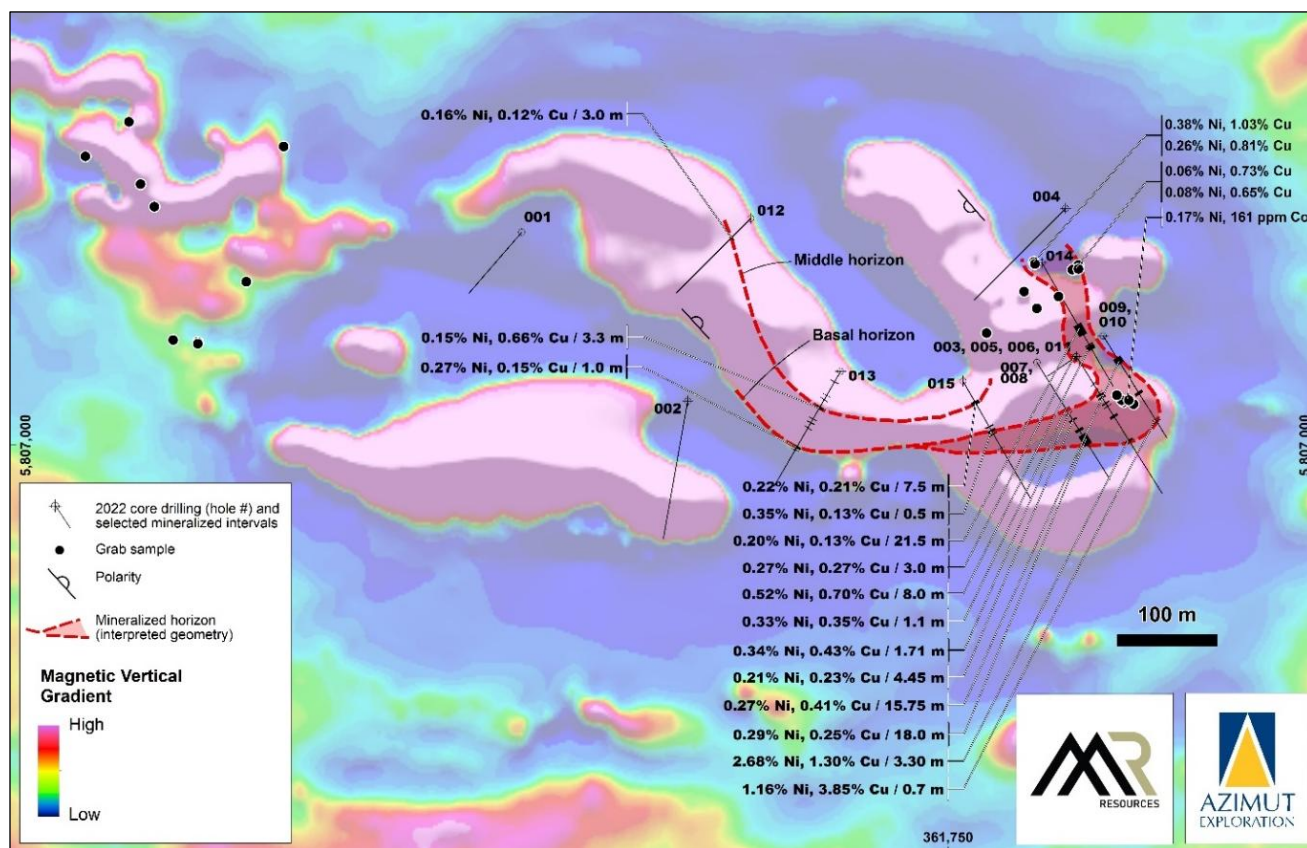 0.16% Ni, 0.12% Cu / 3.0 m
0.38% Ni, 1.03% Cu
0.26% Ni, 0.81% Cu
0.06% Ni, 0.73% Cu
0.08% Ni, 0.65% Cu
0.17% Ni, 161 ppm Co
001
012
004
Middle horizon
014
009,
010
0.15% Ni, 0.66% Cu / 3.3 m
Basal horizon
003, 005, 006, 01
007,
008
0.27% Ni, 0.15% Cu / 1.0 m
013
015
002
5,807,000
5,807,000
0.22% Ni, 0.21% Cu / 7.5 m
0.35% Ni, 0.13% Cu / 0.5 m
0.20% Ni, 0.13% Cu / 21.5 m
0.27% Ni, 0.27% Cu / 3.0 m
0.52% Ni, 0.70% Cu / 8.0 m
0.33% Ni, 0.35% Cu / 1.1 m
0.34% Ni, 0.43% Cu / 1.71 m
0.21% Ni, 0.23% Cu / 4.45 m
0.27% Ni, 0.41% Cu / 15.75 m
0.29% Ni, 0.25% Cu / 18.0 m
2.68% Ni, 1.30% Cu / 3.30 m
1.16% Ni, 3.85% Cu / 0.7 m
2022 core drilling (hole #) and
selected mineralized intervals
Grab sample
Polarity
Mineralized horizon
(interpreted geometry)
Magnetic Vertical
Gradient
High
Low
100 m
361,750
RESOURCES
AZIMUT
EXPLORATION